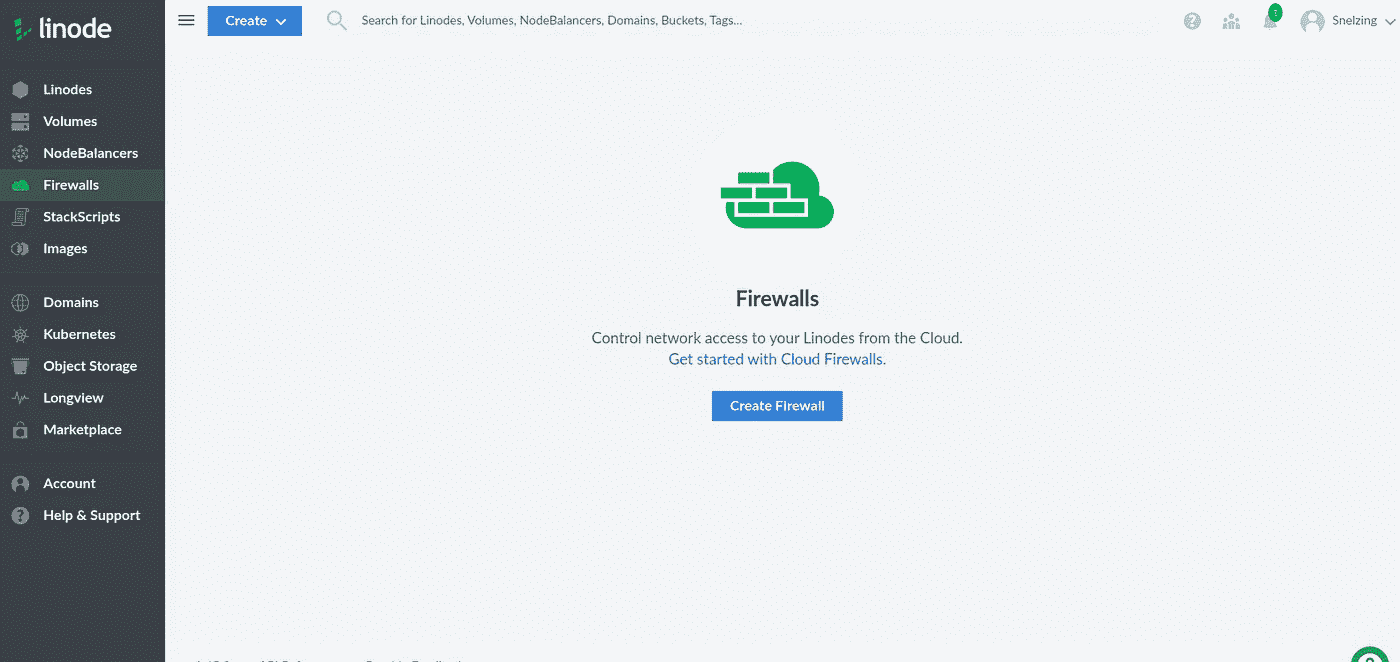 linode
Create
Search for Linodes, Volumes, NodeBalancers, Domains, Buckets, Tags...
Snelzing
Linodes
Volumes
NodeBalancers
Firewalls
StackScripts
Images
Domains
Kubernetes
Object Storage
Longview
Marketplace
Account
Help & Support
Firewalls
Control network access to your Linodes from the Cloud.
Get started with Cloud Firewalls.
Create Firewall